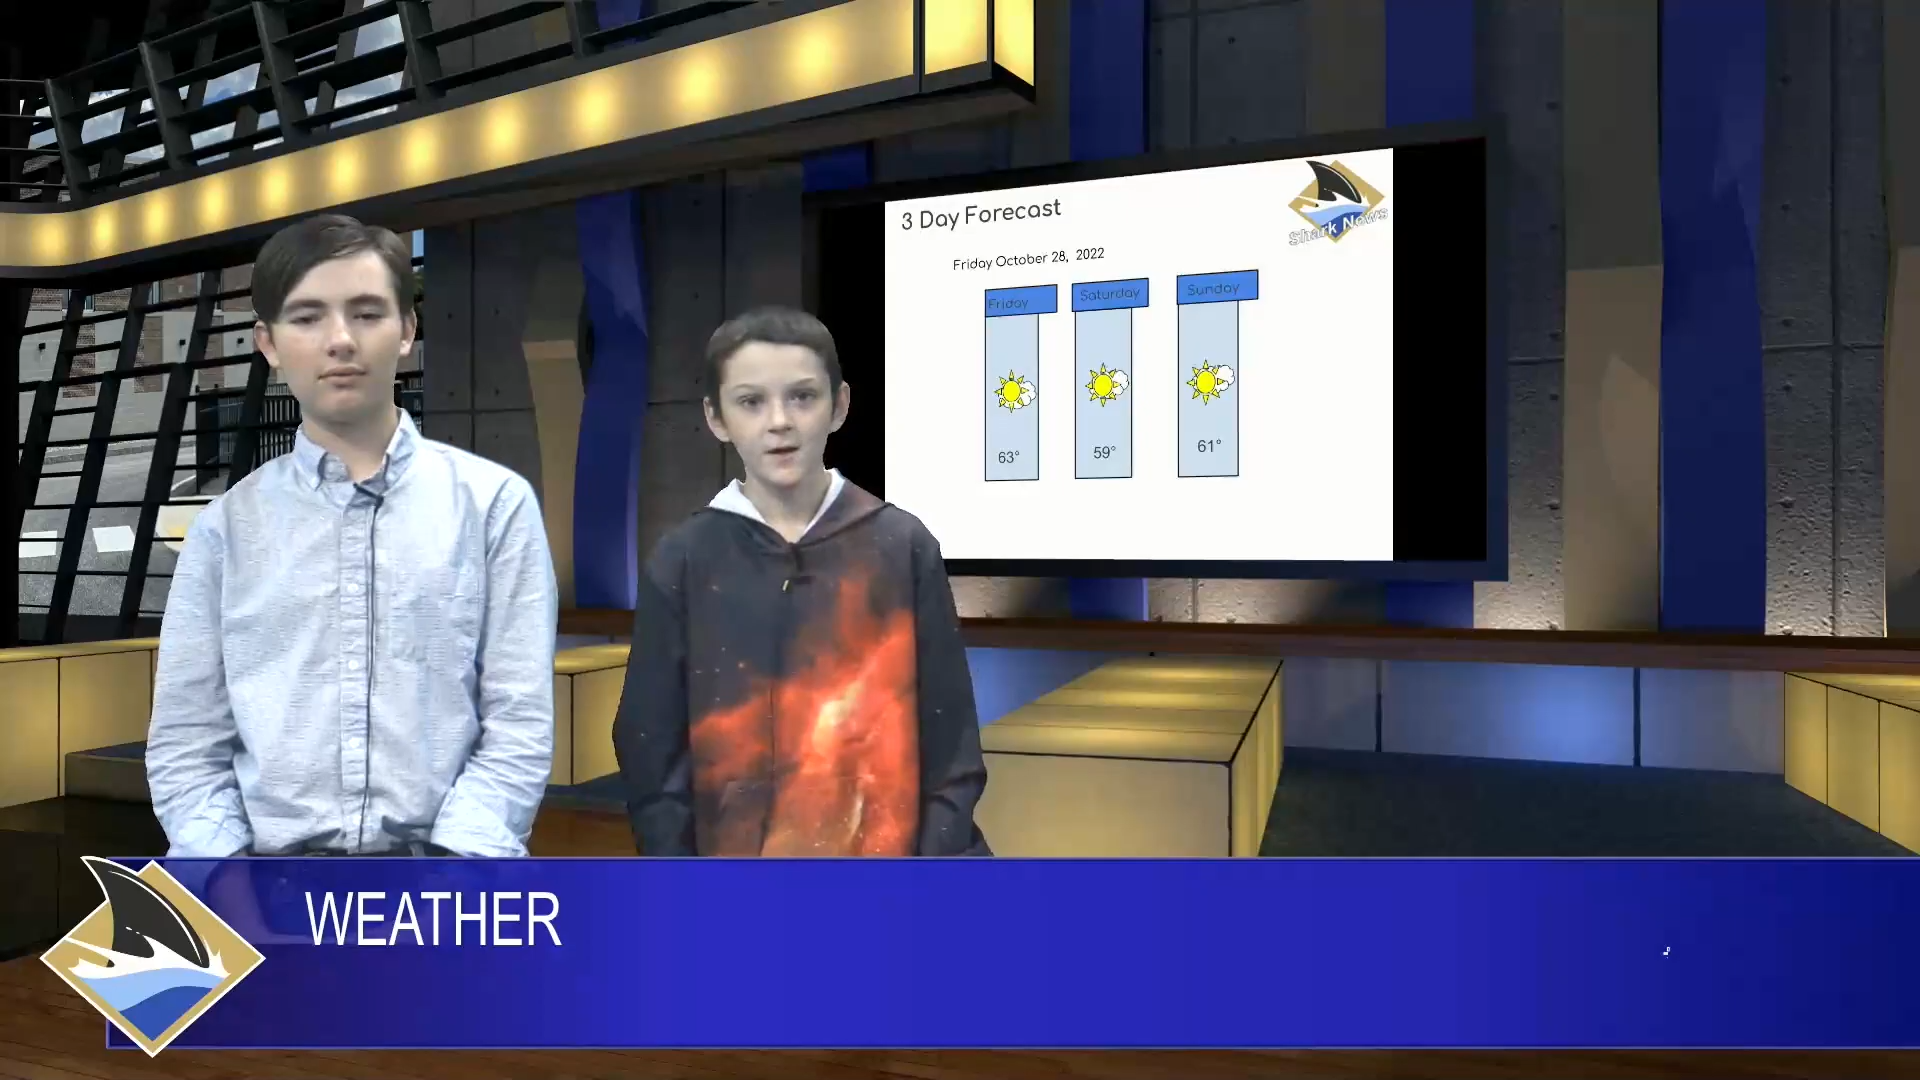 3 Day Forecast
Shark News
Friday October 28, 2022
Friday Saturday Sunday
63° 59° 61°
WEATHER